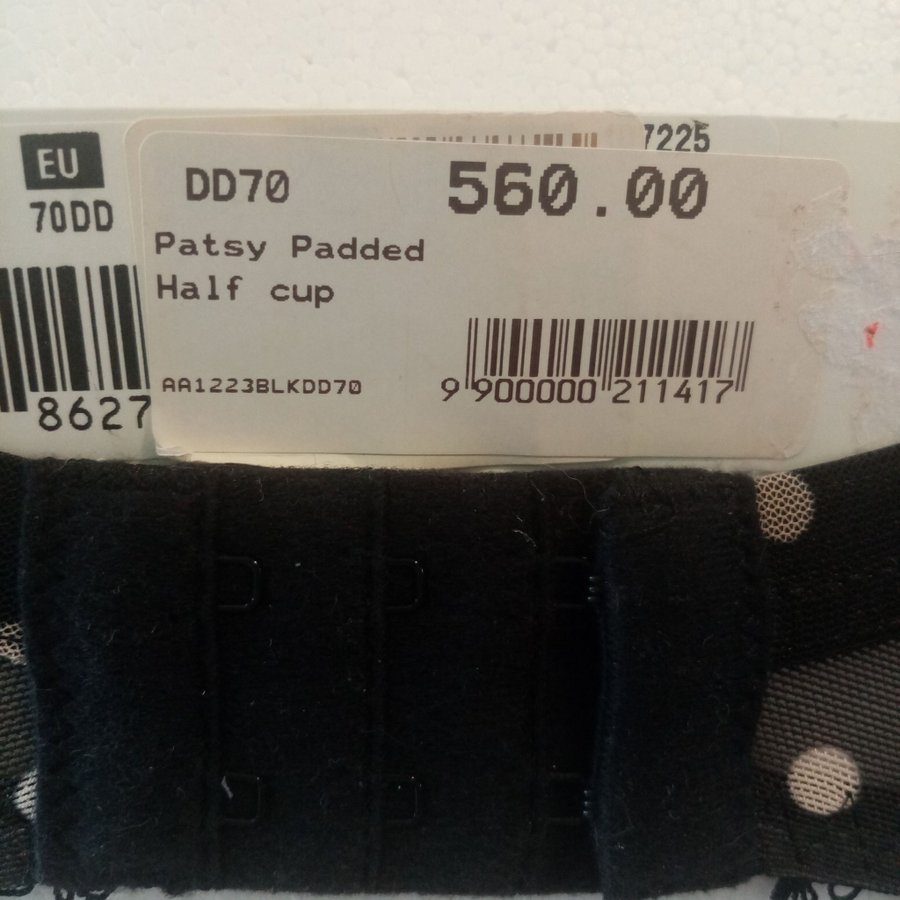 EU
70DD
8627
7225
DD70
560.00
Patsy Padded
Half cup
AA1223BLKDD70
9 900000 211417